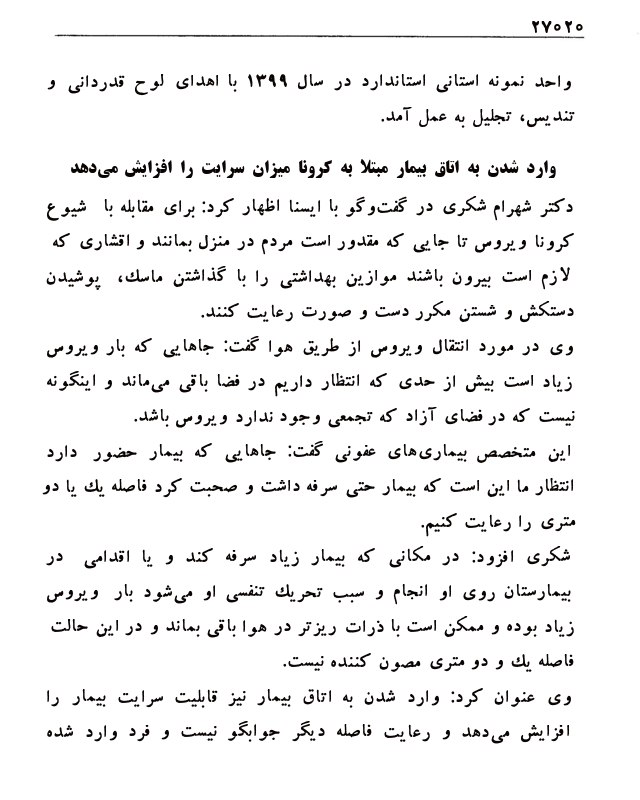 ۲۷۰۲۰
واحد نمونه استانی استاندارد در سال ۱۳۹۹ با اهدای لوح قدردانی و
تندیس، تجلیل به عمل آمد.
وارد شدن به اتاق بیمار مبتلا به کرونا میزان سرایت را افزایش می‌دهد
دکتر شهرام شکری در گفت‌وگو با ایسنا اظهار کرد: برای مقابله با شیوع
کرونا ویروس تا جایی که مقدور است مردم در منزل بمانند و اقشاری که
لازم است بیرون باشند موازین بهداشتی را با گذاشتن ماسك، پوشیدن
دستکش و شستن مکرر دست و صورت رعایت کنند.
وی در مورد انتقال ویروس از طریق هوا گفت: جاهایی که بار ویروس
زیاد است بیش از حدی که انتظار داریم در فضا باقی می‌ماند و اینگونه
نیست که در فضای آزاد که تجمعی وجود ندارد ویروس باشد.
این متخصص بیماری‌های عفونی گفت: جاهایی که بیمار حضور دارد
انتظار ما این است که بیمار حتی سرفه داشت و صحبت کرد فاصله یك یا دو
متری را رعایت کنیم.
شکری افزود: در مکانی که بیمار زیاد سرفه کند و یا اقدامی در
بیمارستان روی او انجام و سبب تحریك تنفسی او می‌شود بار ویروس
زیاد بوده و ممکن است با ذرات ریزتر در هوا باقی بماند و در این حالت
فاصله یك و دو متری مصون کننده نیست.
وی عنوان کرد: وارد شدن به اتاق بیمار نیز قابلیت سرایت بیمار را
افزایش می‌دهد و رعایت فاصله دیگر جوابگو نیست و فرد وارد شده